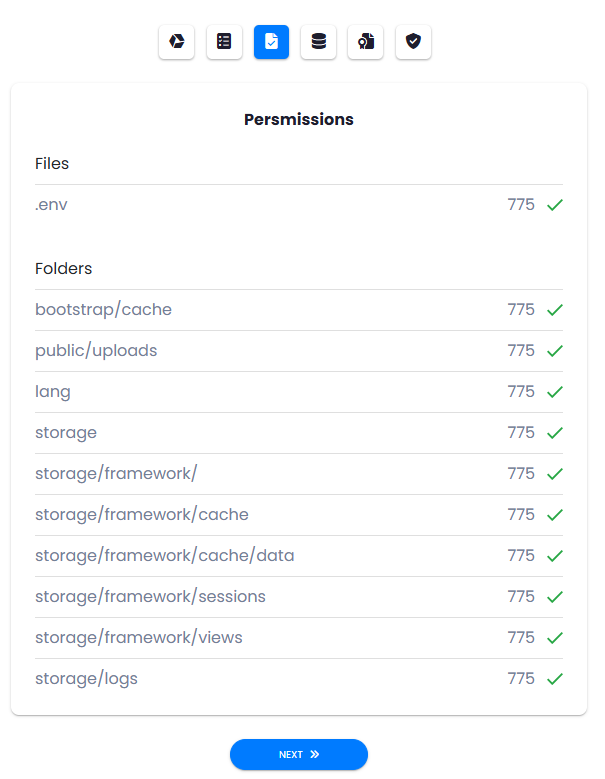 Persmissions
Files
.env 775
Folders
bootstrap/cache 775
public/uploads 775
lang 775
storage 775
storage/framework/ 775
storage/framework/cache 775
storage/framework/cache/data 775
storage/framework/sessions 775
storage/framework/views 775
storage/logs 775
NEXT